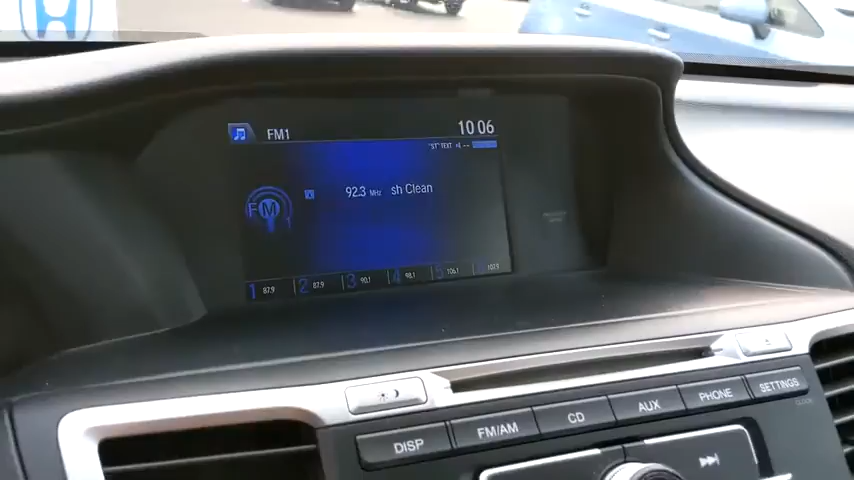 FM1
10 06
"ST" TEXT
FM
92.3 MHz sh Clean
1 87.9 2 87.9 3 90.1 4 98.1 5 106.1 107.9
DISP FM/AM CD AUX PHONE SETTINGS
CLOCK